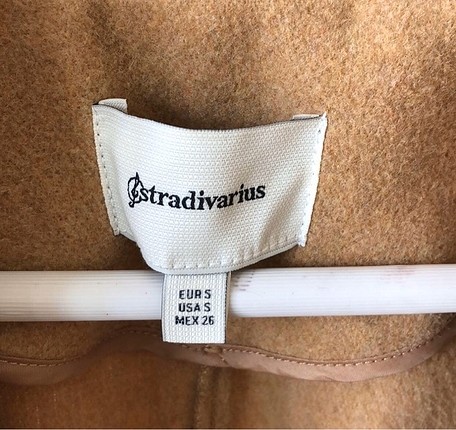 stradivarius
EUR S
USA S
MEX 26